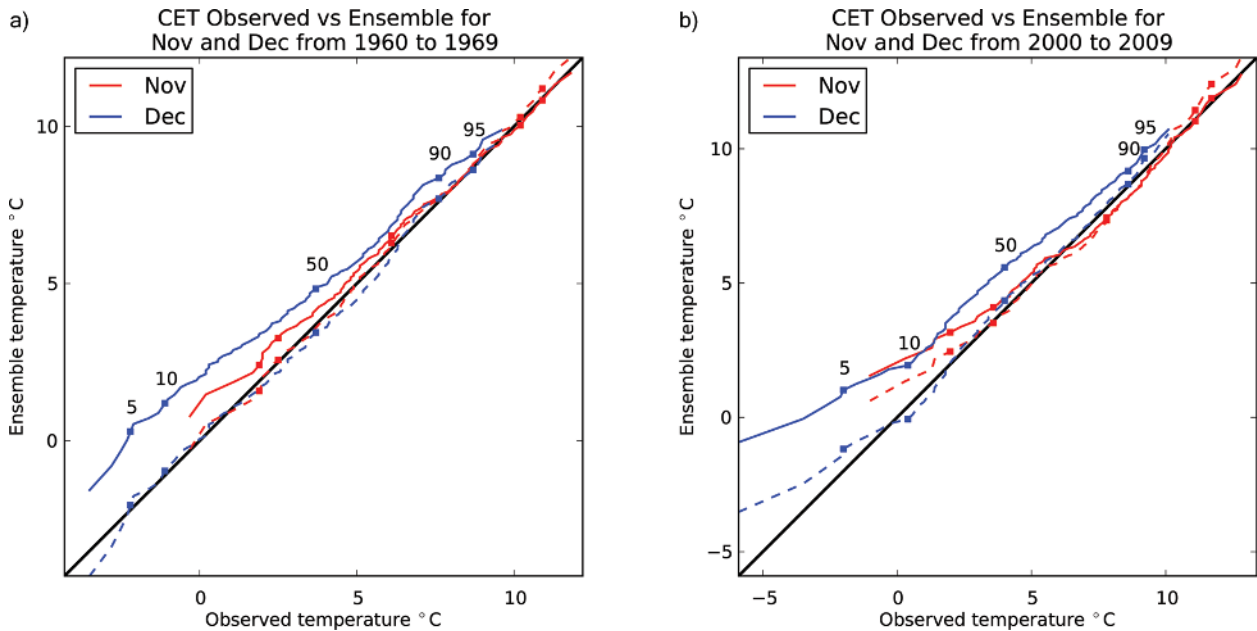 a)
CET Observed vs Ensemble for
Nov and Dec from 1960 to 1969
Nov
Dec
95
90
50
10
5
10
5
0
0
5
10
Ensemble temperature °C
Observed temperature °C
b)
CET Observed vs Ensemble for
Nov and Dec from 2000 to 2009
Nov
Dec
95
90
50
10
5
10
5
0
−5
−5
0
5
10
Ensemble temperature °C
Observed temperature °C